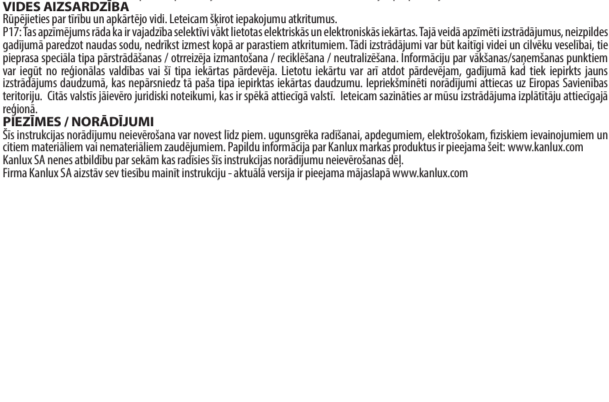 VIDES AIZSARDZĪBA
Rūpējieties par tīrību un apkārtējo vidi. Leteicam šķirot iepakojumu atkritumus.
P17: Tas apzīmējums rāda ka ir vajadzība selektīvi vākt lietotas elektriskās un elektroniskās iekārtas. Tajā veidā apzīmēti izstrādājumus, neizpildes
gadījumā paredzot naudas sodu, nedrīkst izmest kopā ar parastiem atkritumiem. Tādi izstrādājumi var būt kaitīgi videi un cilvēku veselībai, tie
pieprasa speciāla tipa pārstrādāšanas / otrreizēja izmantošana / reciklēšana / neutralizēšana. Informāciju par vākšanas/saņemšanas punktiem
var iegūt no reģionālas valdības vai šī tipa iekārtas pārdevēja. Lietotu iekārtu var arī atdot pārdevējam, gadījumā kad tiek iepirkts jauns
izstrādājums daudzumā, kas nepārsniedz tā paša tipa iepirktas iekārtas daudzumu. Iepriekšminēti norādījumi attiecas uz Eiropas Savienības
teritoriju. Citās valstīs jāievēro juridiski noteikumi, kas ir spēkā attiecīgā valstī. Ieteicam sazināties ar mūsu izstrādājuma izplātītāju attiecīgajā
reģionā.
PIEZĪMES / NORĀDĪJUMI
Šīs instrukcijas norādījumu neievērošana var novest līdz piem. ugunsgrēka radīšanai, apdegumiem, elektrošokam, fiziskiem ievainojumiem un
citiem materiāliem vai nemateriāliem zaudējumiem. Papildu informācija par Kanlux markas produktus ir pieejama šeit: www.kanlux.com
Kanlux SA nenes atbildību par sekām kas radīsies šīs instrukcijas norādījumu neievērošanas dēļ.
Firma Kanlux SA aizstāv sev tiesību mainīt instrukciju - aktuālā versija ir pieejama mājaslapā www.kanlux.com